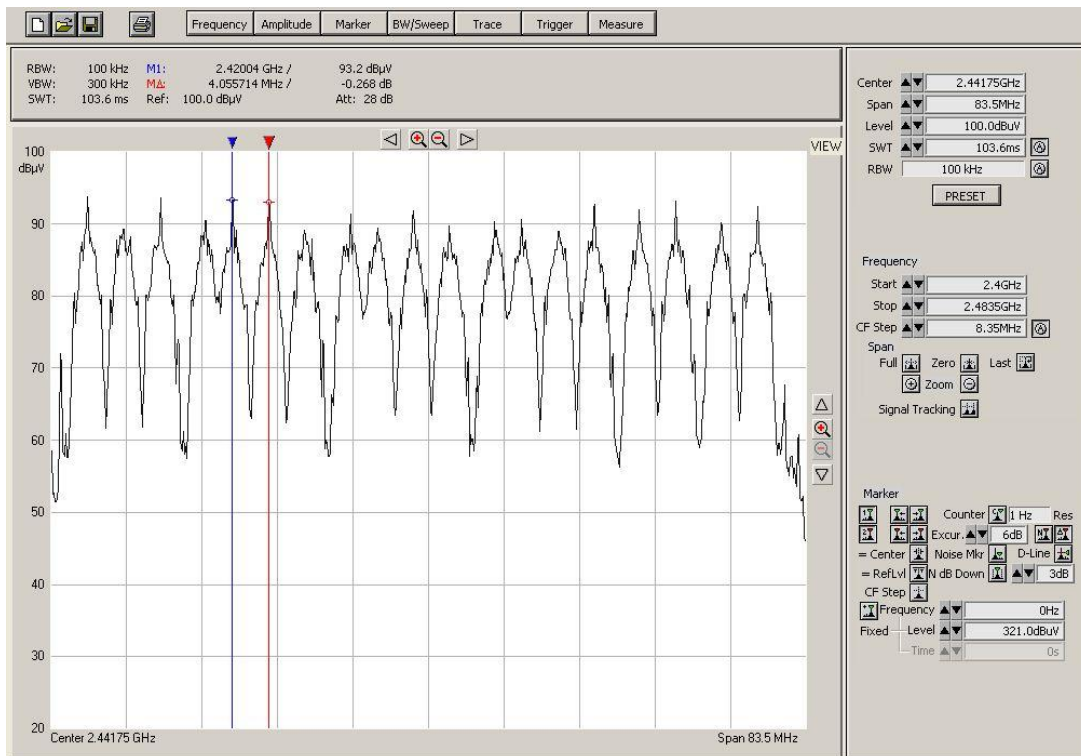 Frequency Amplitude Marker BW/Sweep Trace Trigger Measure
RBW: 100 kHz M1: 2.42004 GHz / 93.2 dBµV
VBW: 300 kHz MΔ: 4.055714 MHz / -0.268 dB
SWT: 103.6 ms Ref: 100.0 dBµV Att: 28 dB
VIEW
100
dBµV
90
80
70
60
50
40
30
20
Center 2.44175 GHz Span 83.5 MHz
Center 2.44175GHz
Span 83.5MHz
Level 100.0dBuV
SWT 103.6ms
RBW 100 kHz
PRESET
Frequency
Start 2.4GHz
Stop 2.4835GHz
CF Step 8.35MHz
Span
Full Zero Last
Zoom
Signal Tracking
Marker
Counter 1 Hz Res
Excur. 6dB
= Center Noise Mkr D-Line
= RefLvl N dB Down 3dB
CF Step
Frequency 0Hz
Fixed Level 321.0dBuV
Time 0s